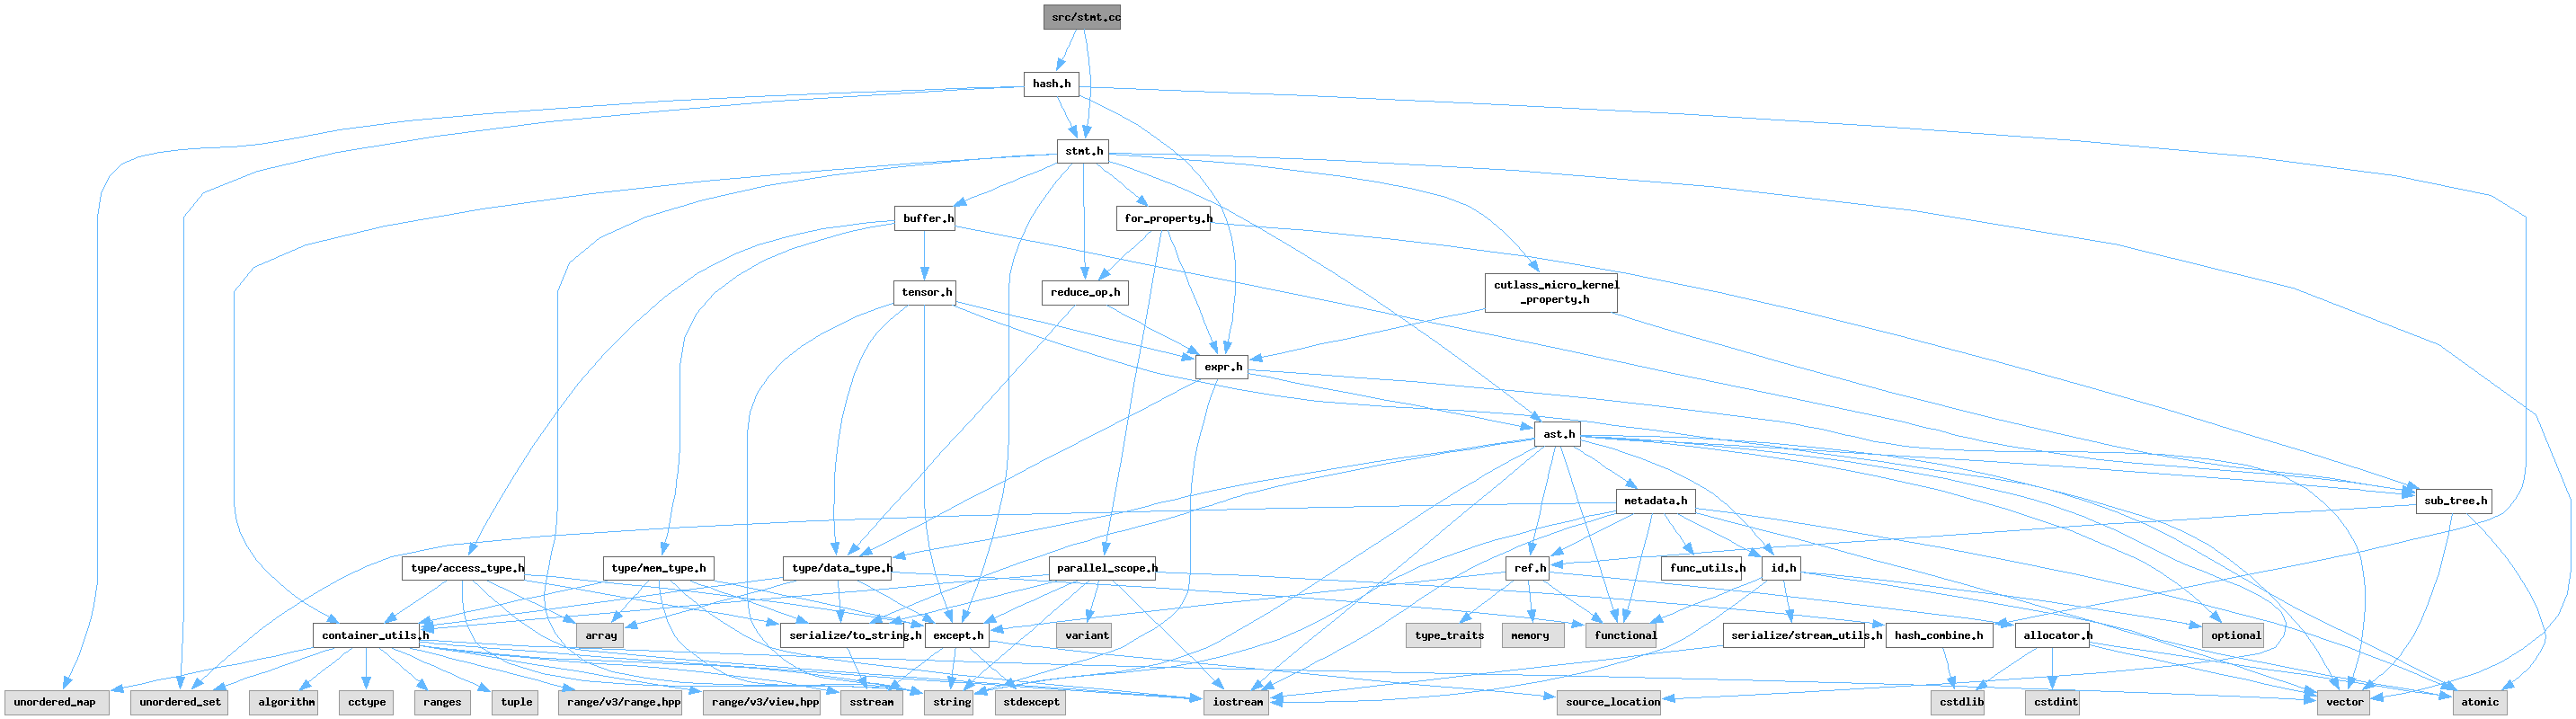 src/stmt.cc
hash.h
stmt.h
buffer.h
for_property.h
tensor.h
reduce_op.h
cutlass_micro_kernel
_property.h
expr.h
ast.h
metadata.h
sub_tree.h
type/access_type.h
type/mem_type.h
type/data_type.h
parallel_scope.h
ref.h
func_utils.h
id.h
container_utils.h
array
serialize/to_string.h
except.h
variant
type_traits
memory
functional
serialize/stream_utils.h
hash_combine.h
allocator.h
optional
unordered_map
unordered_set
algorithm
cctype
ranges
tuple
range/v3/range.hpp
range/v3/view.hpp
sstream
string
stdexcept
iostream
source_location
cstdlib
cstdint
vector
atomic